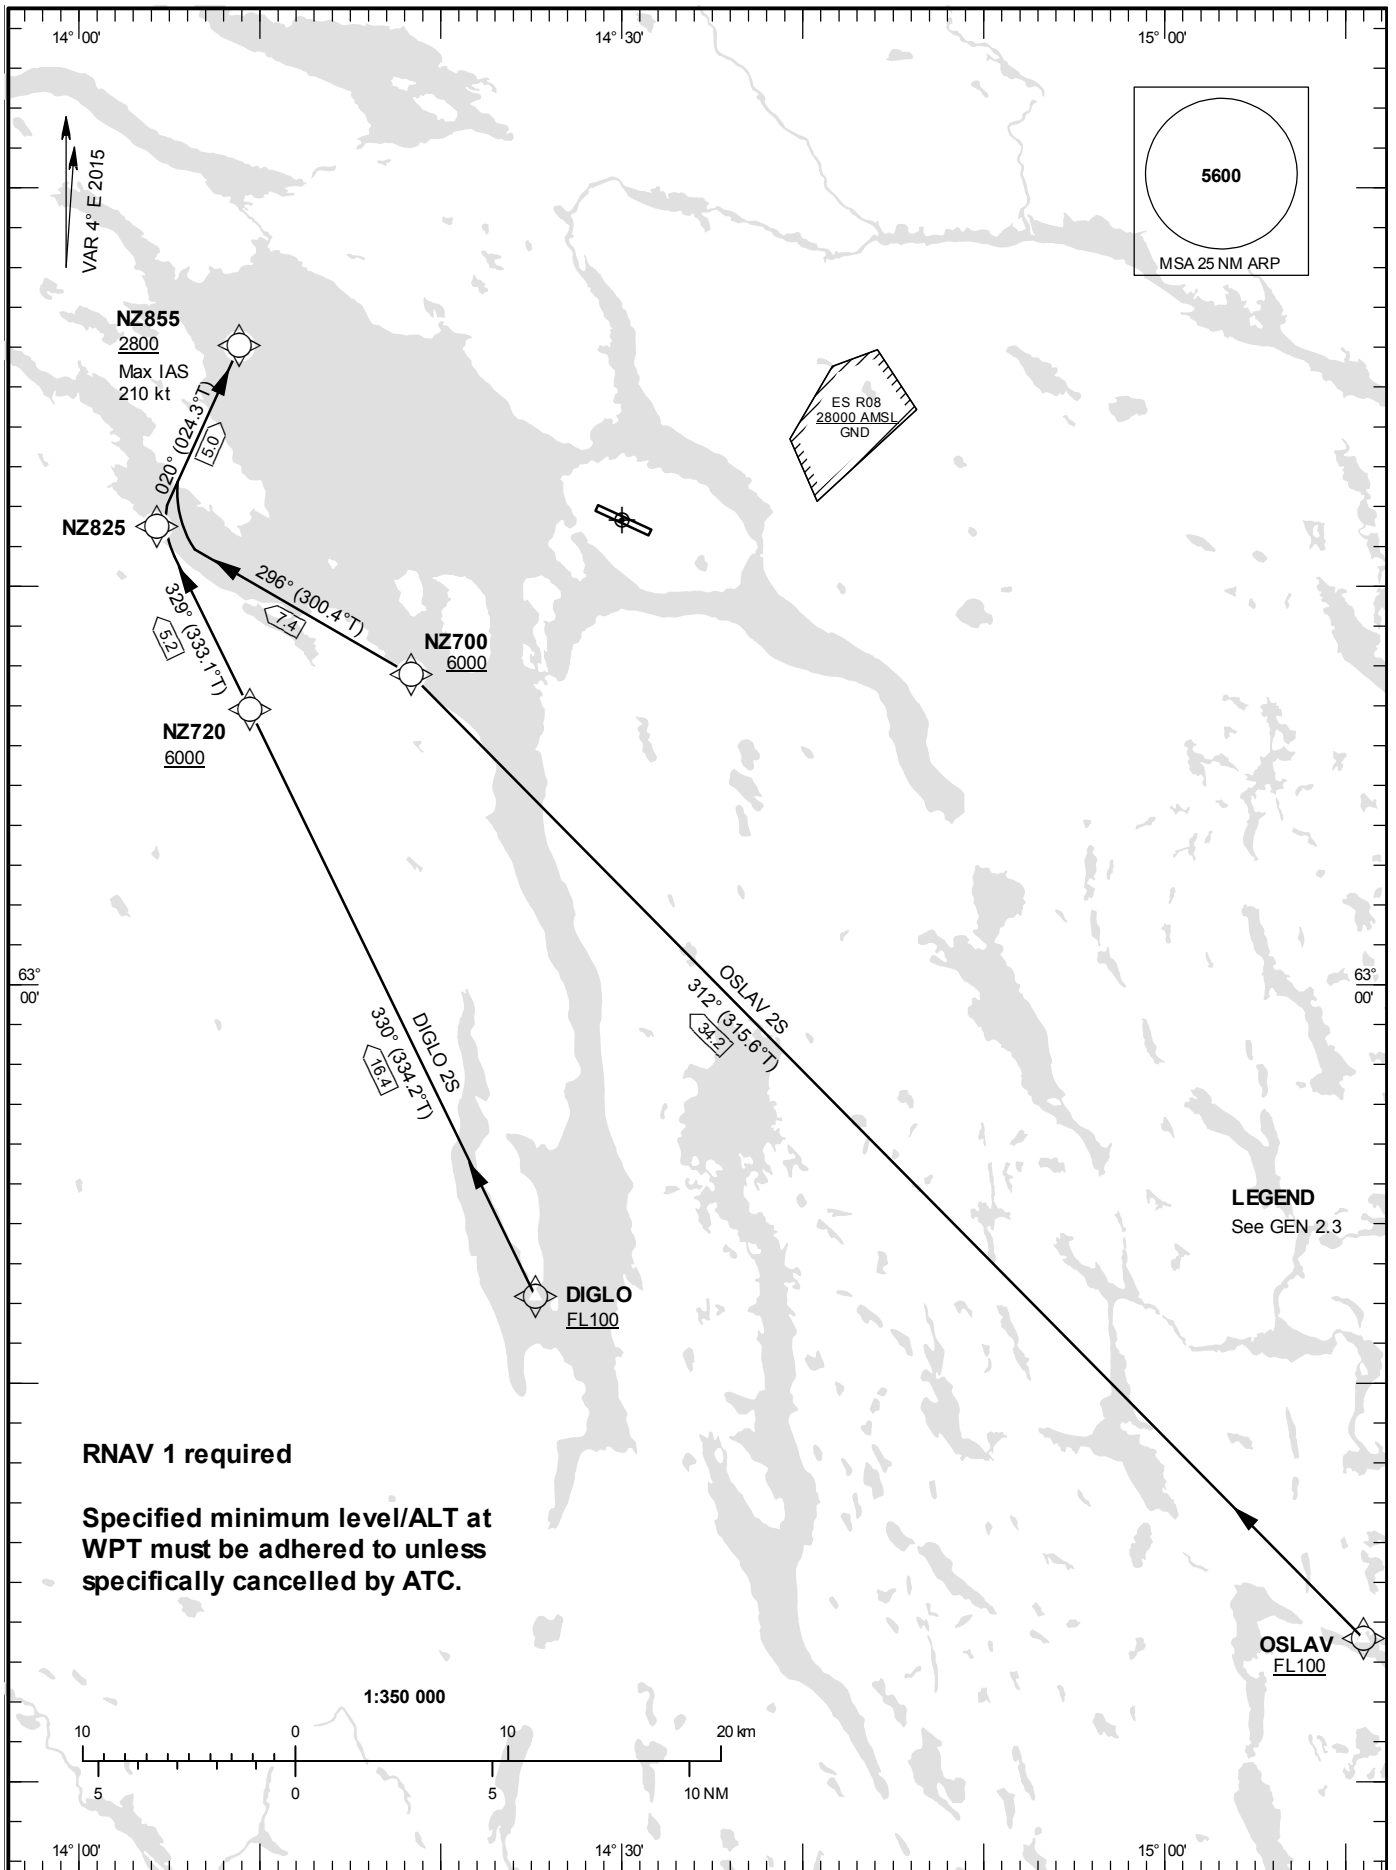 14° 00'
14° 30'
15° 00'
VAR 4° E 2015
5600
MSA 25 NM ARP
NZ855
2800
Max IAS
210 kt
020° (024.3°T)
5.0
ES R08
28000 AMSL
GND
NZ825
296° (300.4°T)
7.4
329° (333.1°T)
5.2
NZ700
6000
NZ720
6000
63°
00'
63°
00'
OSLAV 2S
312° (315.6°T)
34.2
DIGLO 2S
330° (334.2°T)
16.4
LEGEND
See GEN 2.3
DIGLO
FL100
RNAV 1 required
Specified minimum level/ALT at
WPT must be adhered to unless
specifically cancelled by ATC.
OSLAV
FL100
1:350 000
10 0 10 20 km
5 0 5 10 NM
14° 00'
14° 30'
15° 00'